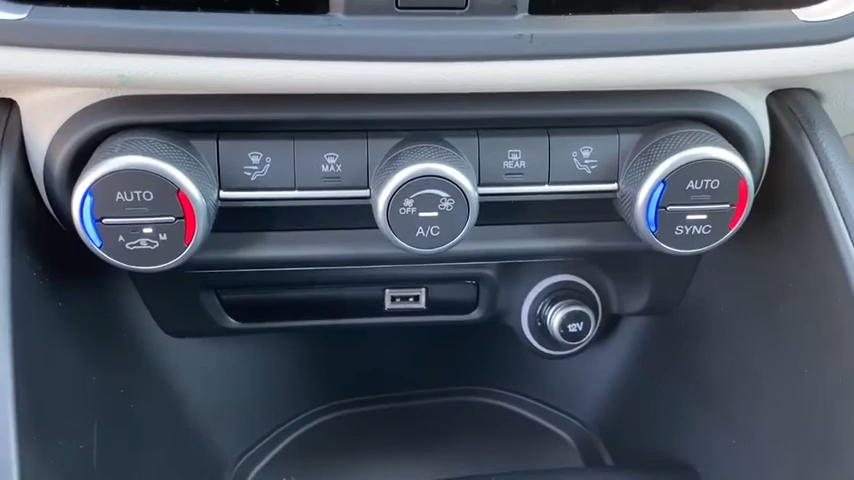 AUTO
A M
MAX
OFF
A/C
REAR
AUTO
SYNC
12V